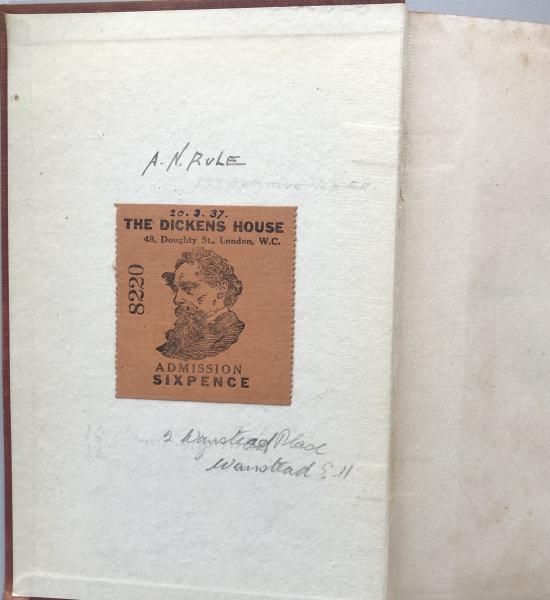 A. N. RULE
20. 3. 37.
THE DICKENS HOUSE
48, Doughty St., London, W.C.
8220
ADMISSION
SIXPENCE
2 Wanstead Place
Wanstead E.11